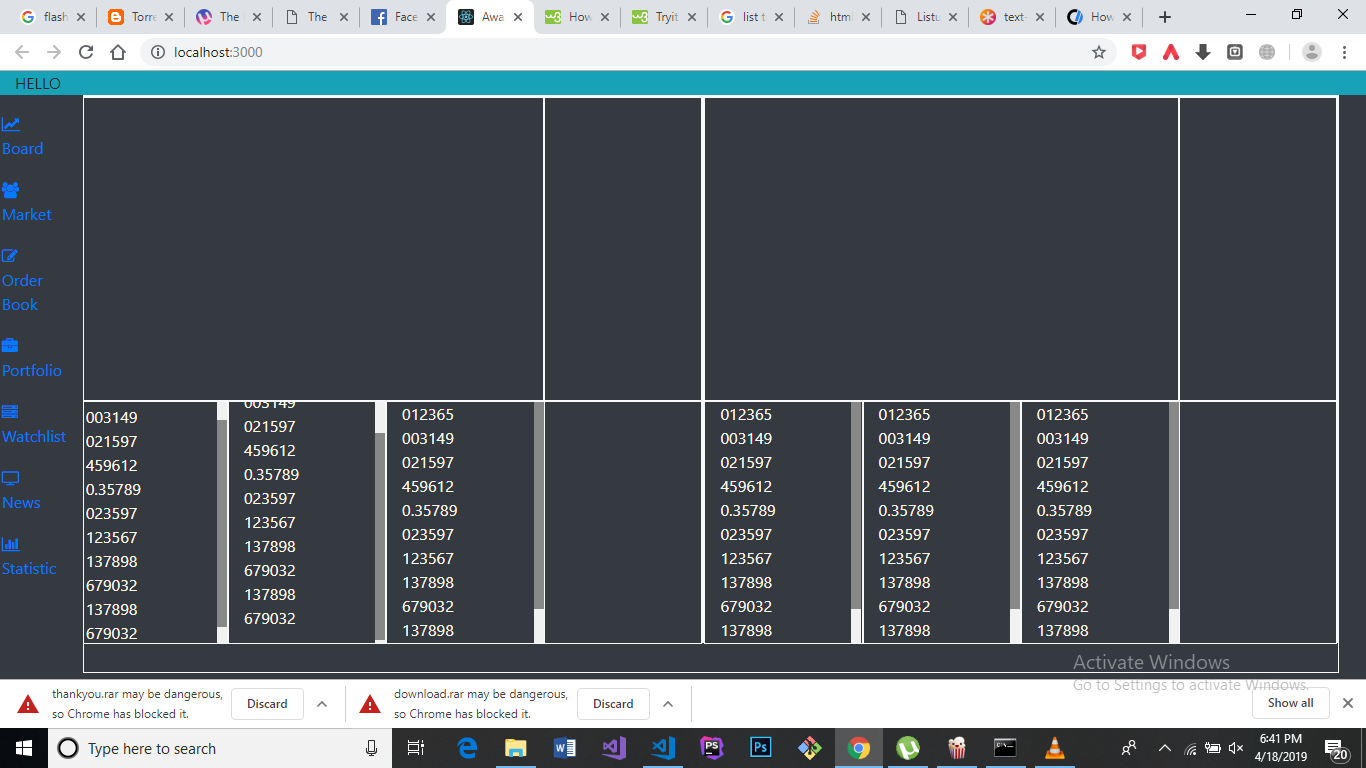 flash
Torre
The
The
Face
Awa
How
Tryit
list t
html
Listu
text-
How
localhost:3000
HELLO
Board
Market
Order
Book
Portfolio
Watchlist
News
Statistic
003149
021597
459612
0.35789
023597
123567
137898
679032
137898
679032
003149
021597
459612
0.35789
023597
123567
137898
679032
137898
679032
012365
003149
021597
459612
0.35789
023597
123567
137898
679032
137898
012365
003149
021597
459612
0.35789
023597
123567
137898
679032
137898
012365
003149
021597
459612
0.35789
023597
123567
137898
679032
137898
012365
003149
021597
459612
0.35789
023597
123567
137898
679032
137898
Activate Windows
Go to Settings to activate Windows.
thankyou.rar may be dangerous,
so Chrome has blocked it.
Discard
download.rar may be dangerous,
so Chrome has blocked it.
Discard
Show all
Type here to search
6:41 PM
4/18/2019
20